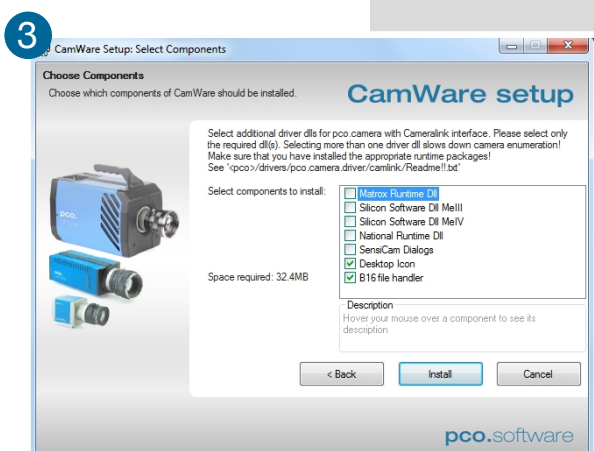 3
CamWare Setup: Select Components
Choose Components
Choose which components of CamWare should be installed.
CamWare setup
Select additional driver dlls for pco.camera with Cameralink interface. Please select only
the required dll(s). Selecting more than one driver dll slows down camera enumeration!
Make sure that you have installed the appropriate runtime packages!
See '<pco>/drivers/pco.camera.driver/camlink/Readme!!.txt'
Select components to install:
Matrox Runtime Dll
Silicon Software Dll MeIII
Silicon Software Dll MeIV
National Runtime Dll
SensiCam Dialogs
Desktop Icon
B16 file handler
Space required: 32.4MB
Description
Hover your mouse over a component to see its
description
pco.
< Back
Install
Cancel
pco.software